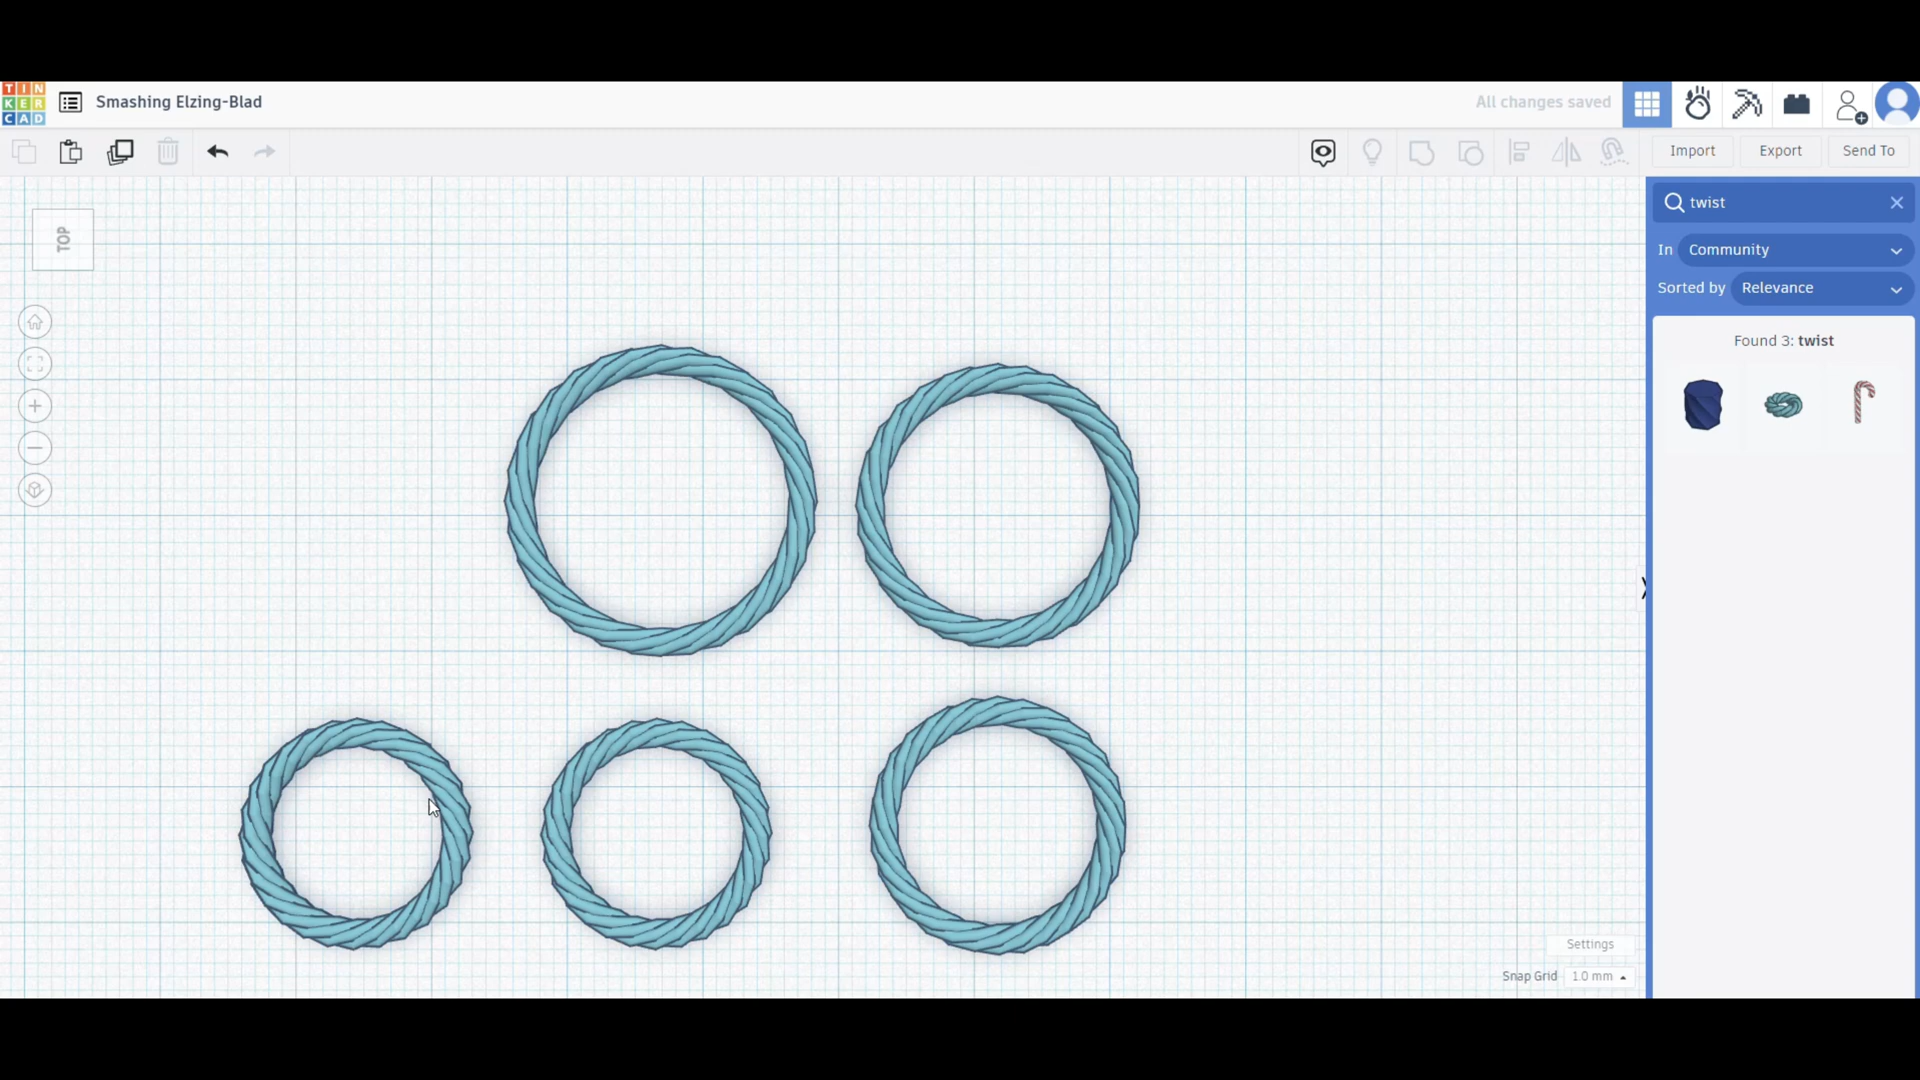 TIN
KER
CAD
Smashing Elzing-Blad
All changes saved
Import
Export
Send To
TOP
twist
In
Community
Sorted by
Relevance
Found 3: twist
Settings
Snap Grid
1.0 mm